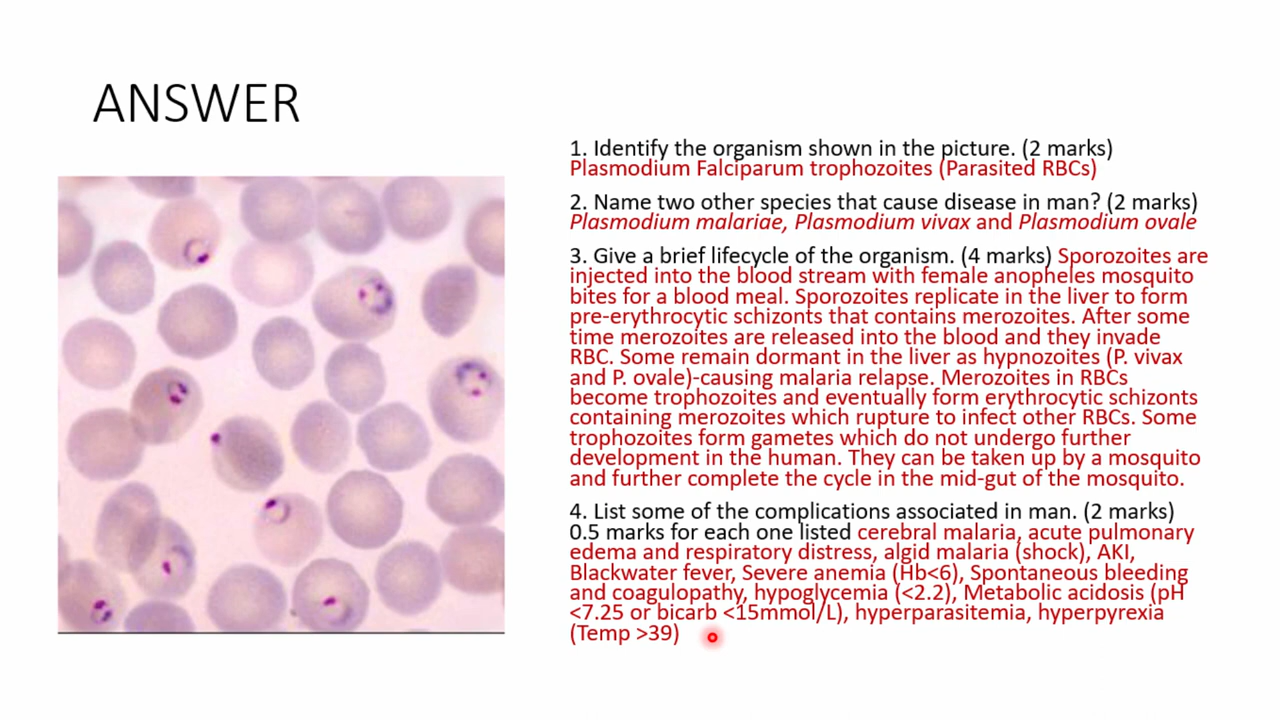 ANSWER
1. Identify the organism shown in the picture. (2 marks)
Plasmodium Falciparum trophozoites (Parasited RBCs)
2. Name two other species that cause disease in man? (2 marks)
Plasmodium malariae, Plasmodium vivax and Plasmodium ovale
3. Give a brief lifecycle of the organism. (4 marks) Sporozoites are
injected into the blood stream with female anopheles mosquito
bites for a blood meal. Sporozoites replicate in the liver to form
pre-erythrocytic schizonts that contains merozoites. After some
time merozoites are released into the blood and they invade
RBC. Some remain dormant in the liver as hypnozoites (P. vivax
and P. ovale)-causing malaria relapse. Merozoites in RBCs
become trophozoites and eventually form erythrocytic schizonts
containing merozoites which rupture to infect other RBCs. Some
trophozoites form gametes which do not undergo further
development in the human. They can be taken up by a mosquito
and further complete the cycle in the mid-gut of the mosquito.
4. List some of the complications associated in man. (2 marks)
0.5 marks for each one listed cerebral malaria, acute pulmonary
edema and respiratory distress, algid malaria (shock), AKI,
Blackwater fever, Severe anemia (Hb<6), Spontaneous bleeding
and coagulopathy, hypoglycemia (<2.2), Metabolic acidosis (pH
<7.25 or bicarb <15mmol/L), hyperparasitemia, hyperpyrexia
(Temp >39)